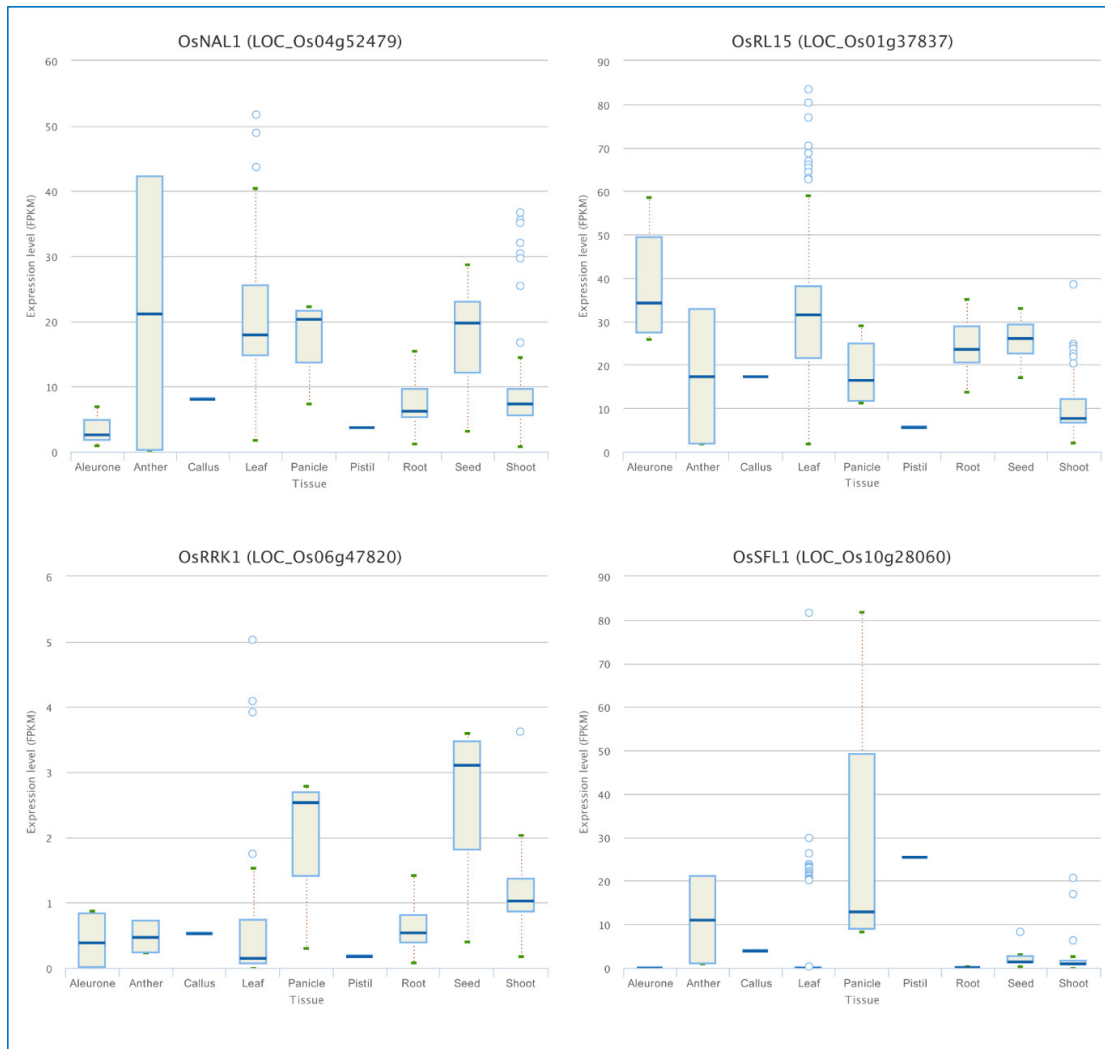 OsNAL1 (LOC_Os04g52479)
60
50
40
30
20
10
0
Expression level (FPKM)
Aleurone Anther Callus Leaf Panicle Pistil Root Seed Shoot
Tissue
OsRL15 (LOC_Os01g37837)
90
80
70
60
50
40
30
20
10
0
Expression level (FPKM)
Aleurone Anther Callus Leaf Panicle Pistil Root Seed Shoot
Tissue
OsRRK1 (LOC_Os06g47820)
6
5
4
3
2
1
0
Expression level (FPKM)
Aleurone Anther Callus Leaf Panicle Pistil Root Seed Shoot
Tissue
OsSFL1 (LOC_Os10g28060)
90
80
70
60
50
40
30
20
10
0
Expression level (FPKM)
Aleurone Anther Callus Leaf Panicle Pistil Root Seed Shoot
Tissue